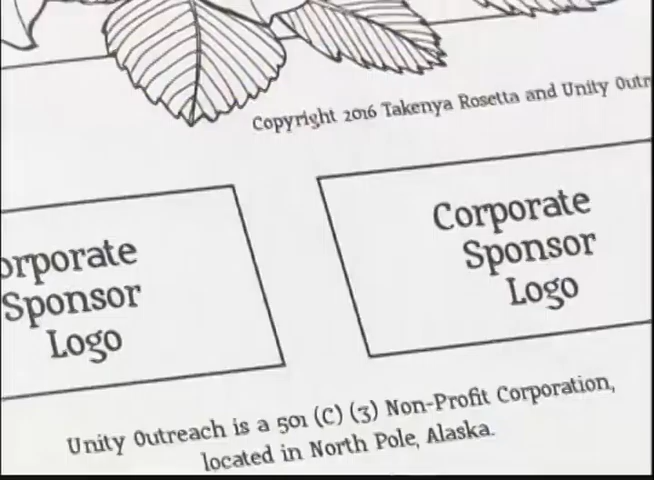 Copyright 2016 Takenya Rosetta and Unity
Corporate
Sponsor
Logo
Corporate
Sponsor
Logo
Unity Outreach is a 501 (C) (3) Non-Profit Corporation,
located in North Pole, Alaska.